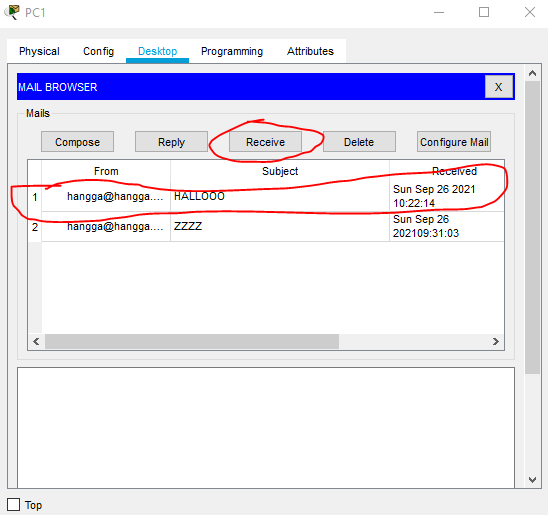 PC1
Physical Config Desktop Programming Attributes
MAIL BROWSER X
Mails
Compose Reply Receive Delete Configure Mail
From Subject Received
1 hangga@hangga.... HALLOOO Sun Sep 26 2021
10:22:14
2 hangga@hangga.... ZZZZ Sun Sep 26
202109:31:03
Top